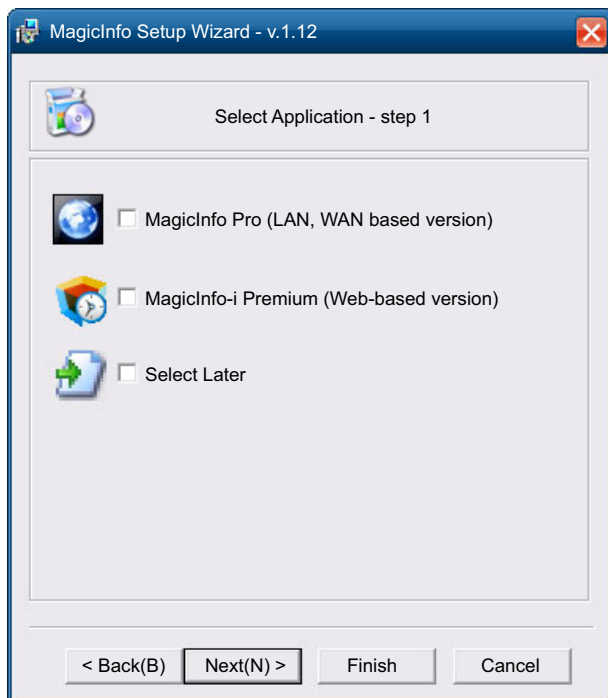 MagicInfo Setup Wizard - v.1.12
Select Application - step 1
MagicInfo Pro (LAN, WAN based version)
MagicInfo-i Premium (Web-based version)
Select Later
< Back(B) Next(N) > Finish Cancel